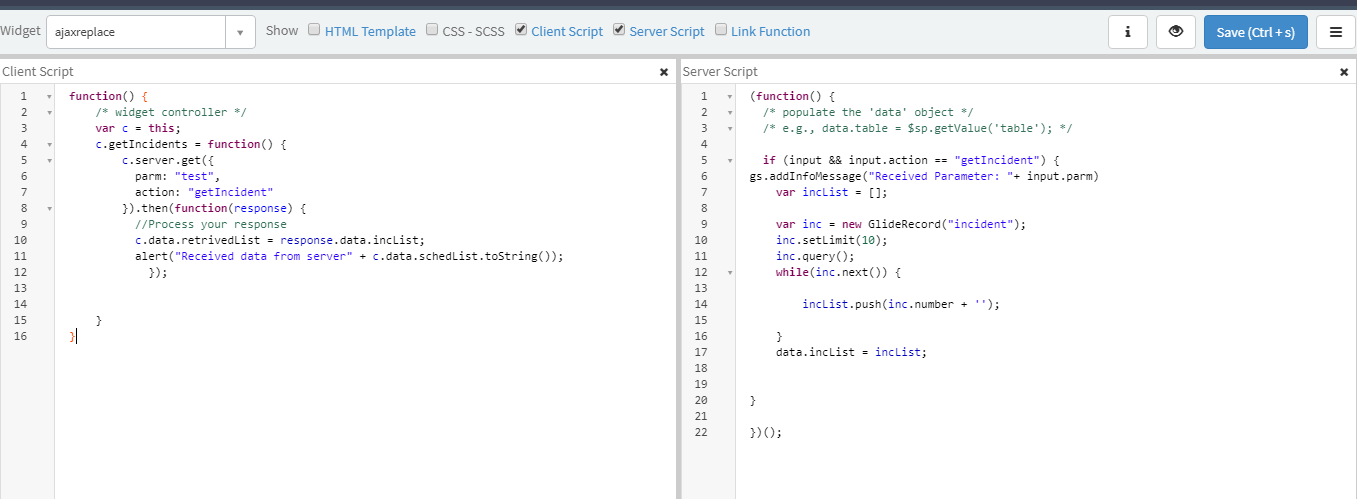 Widget ajaxreplace Show HTML Template CSS - SCSS Client Script Server Script Link Function i Save (Ctrl + s)
Client Script
1 function() {
2 /* widget controller */
3 var c = this;
4 c.getIncidents = function() {
5 c.server.get({
6 parm: "test",
7 action: "getIncident"
8 }).then(function(response) {
9 //Process your response
10 c.data.retrivedList = response.data.incList;
11 alert("Received data from server" + c.data.schedList.toString());
12 });
13
14
15 }
16 }
Server Script
1 (function() {
2 /* populate the 'data' object */
3 /* e.g., data.table = $sp.getValue('table'); */
4
5 if (input && input.action == "getIncident") {
6 gs.addInfoMessage("Received Parameter: "+ input.parm)
7 var incList = [];
8
9 var inc = new GlideRecord("incident");
10 inc.setLimit(10);
11 inc.query();
12 while(inc.next()) {
13
14 incList.push(inc.number + '');
15
16 }
17 data.incList = incList;
18
19
20 }
21
22 })();